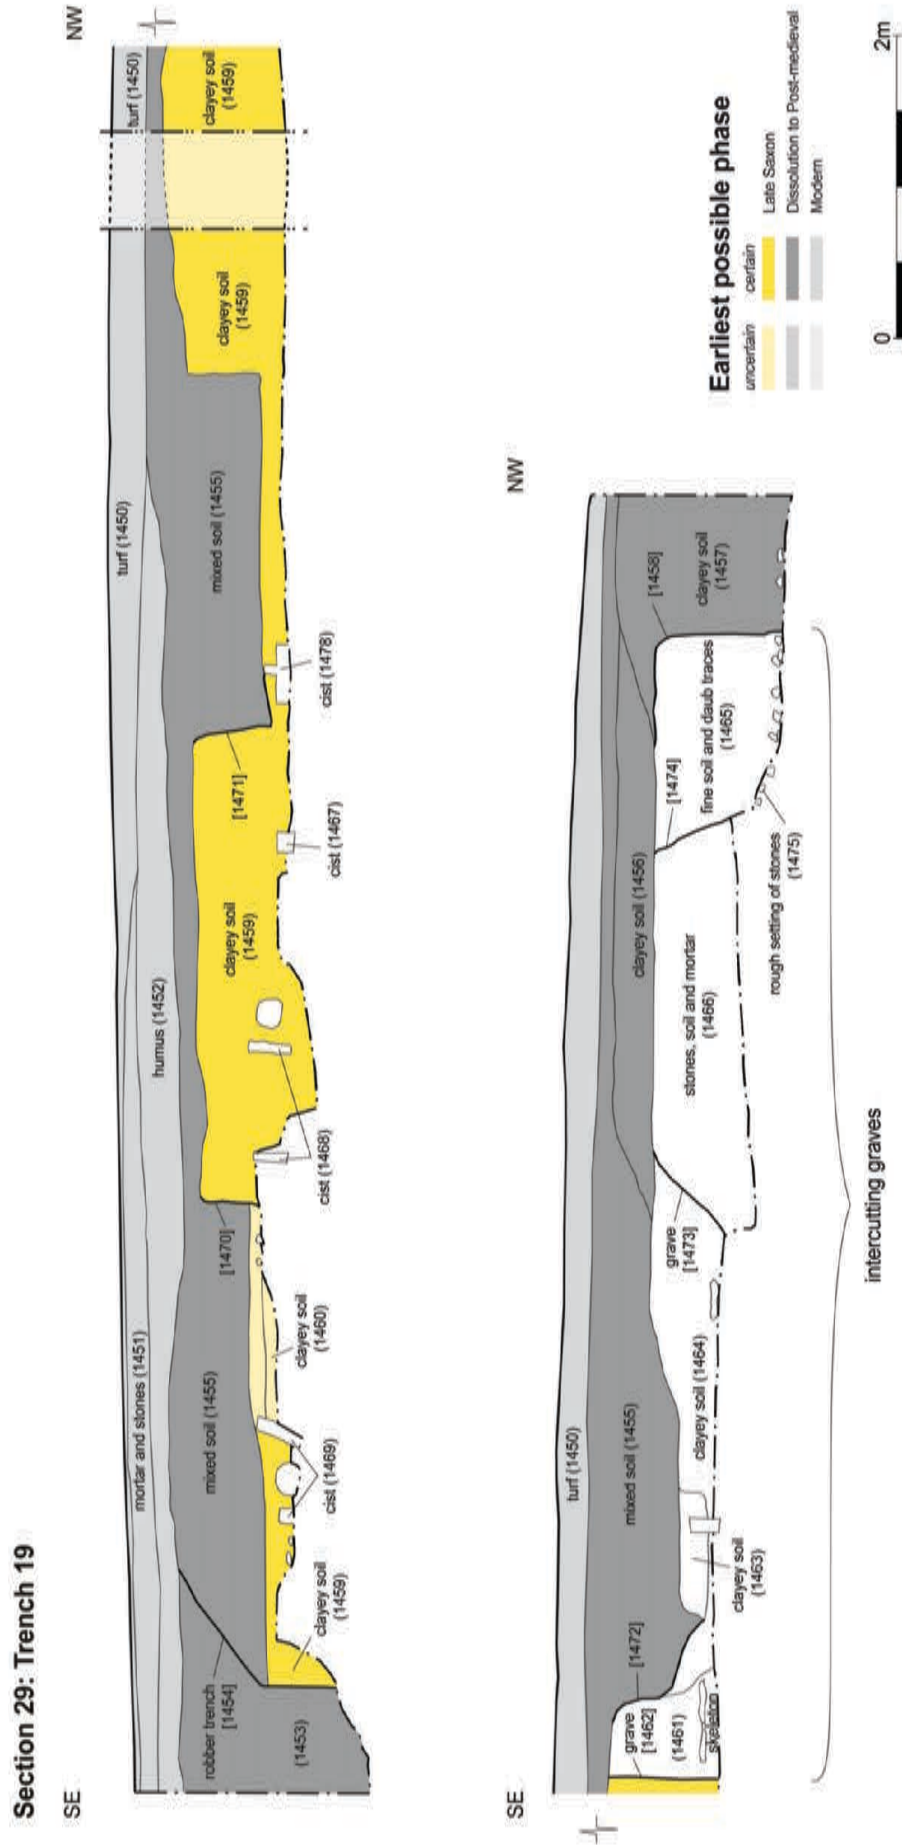 Section 29: Trench 19
SE
NW
mortar and stones (1451)
turf (1450)
turf (1450)
humus (1452)
robber trench
[1454]
(1453)
mixed soil (1455)
[1470]
clayey soil
(1459)
[1471]
mixed soil (1455)
clayey soil
(1459)
clayey soil
(1459)
clayey soil
(1459)
cist (1469)
clayey soil
(1460)
cist (1468)
cist (1467)
cist (1478)
SE
NW
turf (1450)
grave
[1462]
(1461)
skeleton
[1472]
mixed soil (1455)
clayey soil
(1463)
clayey soil (1464)
grave
[1473]
clayey soil (1456)
stones, soil and mortar
(1466)
[1474]
fine soil and daub traces
(1465)
[1458]
clayey soil
(1457)
rough setting of stones
(1475)
intercutting graves
Earliest possible phase
uncertain certain
Late Saxon
Dissolution to Post-medieval
Modern
0 2m